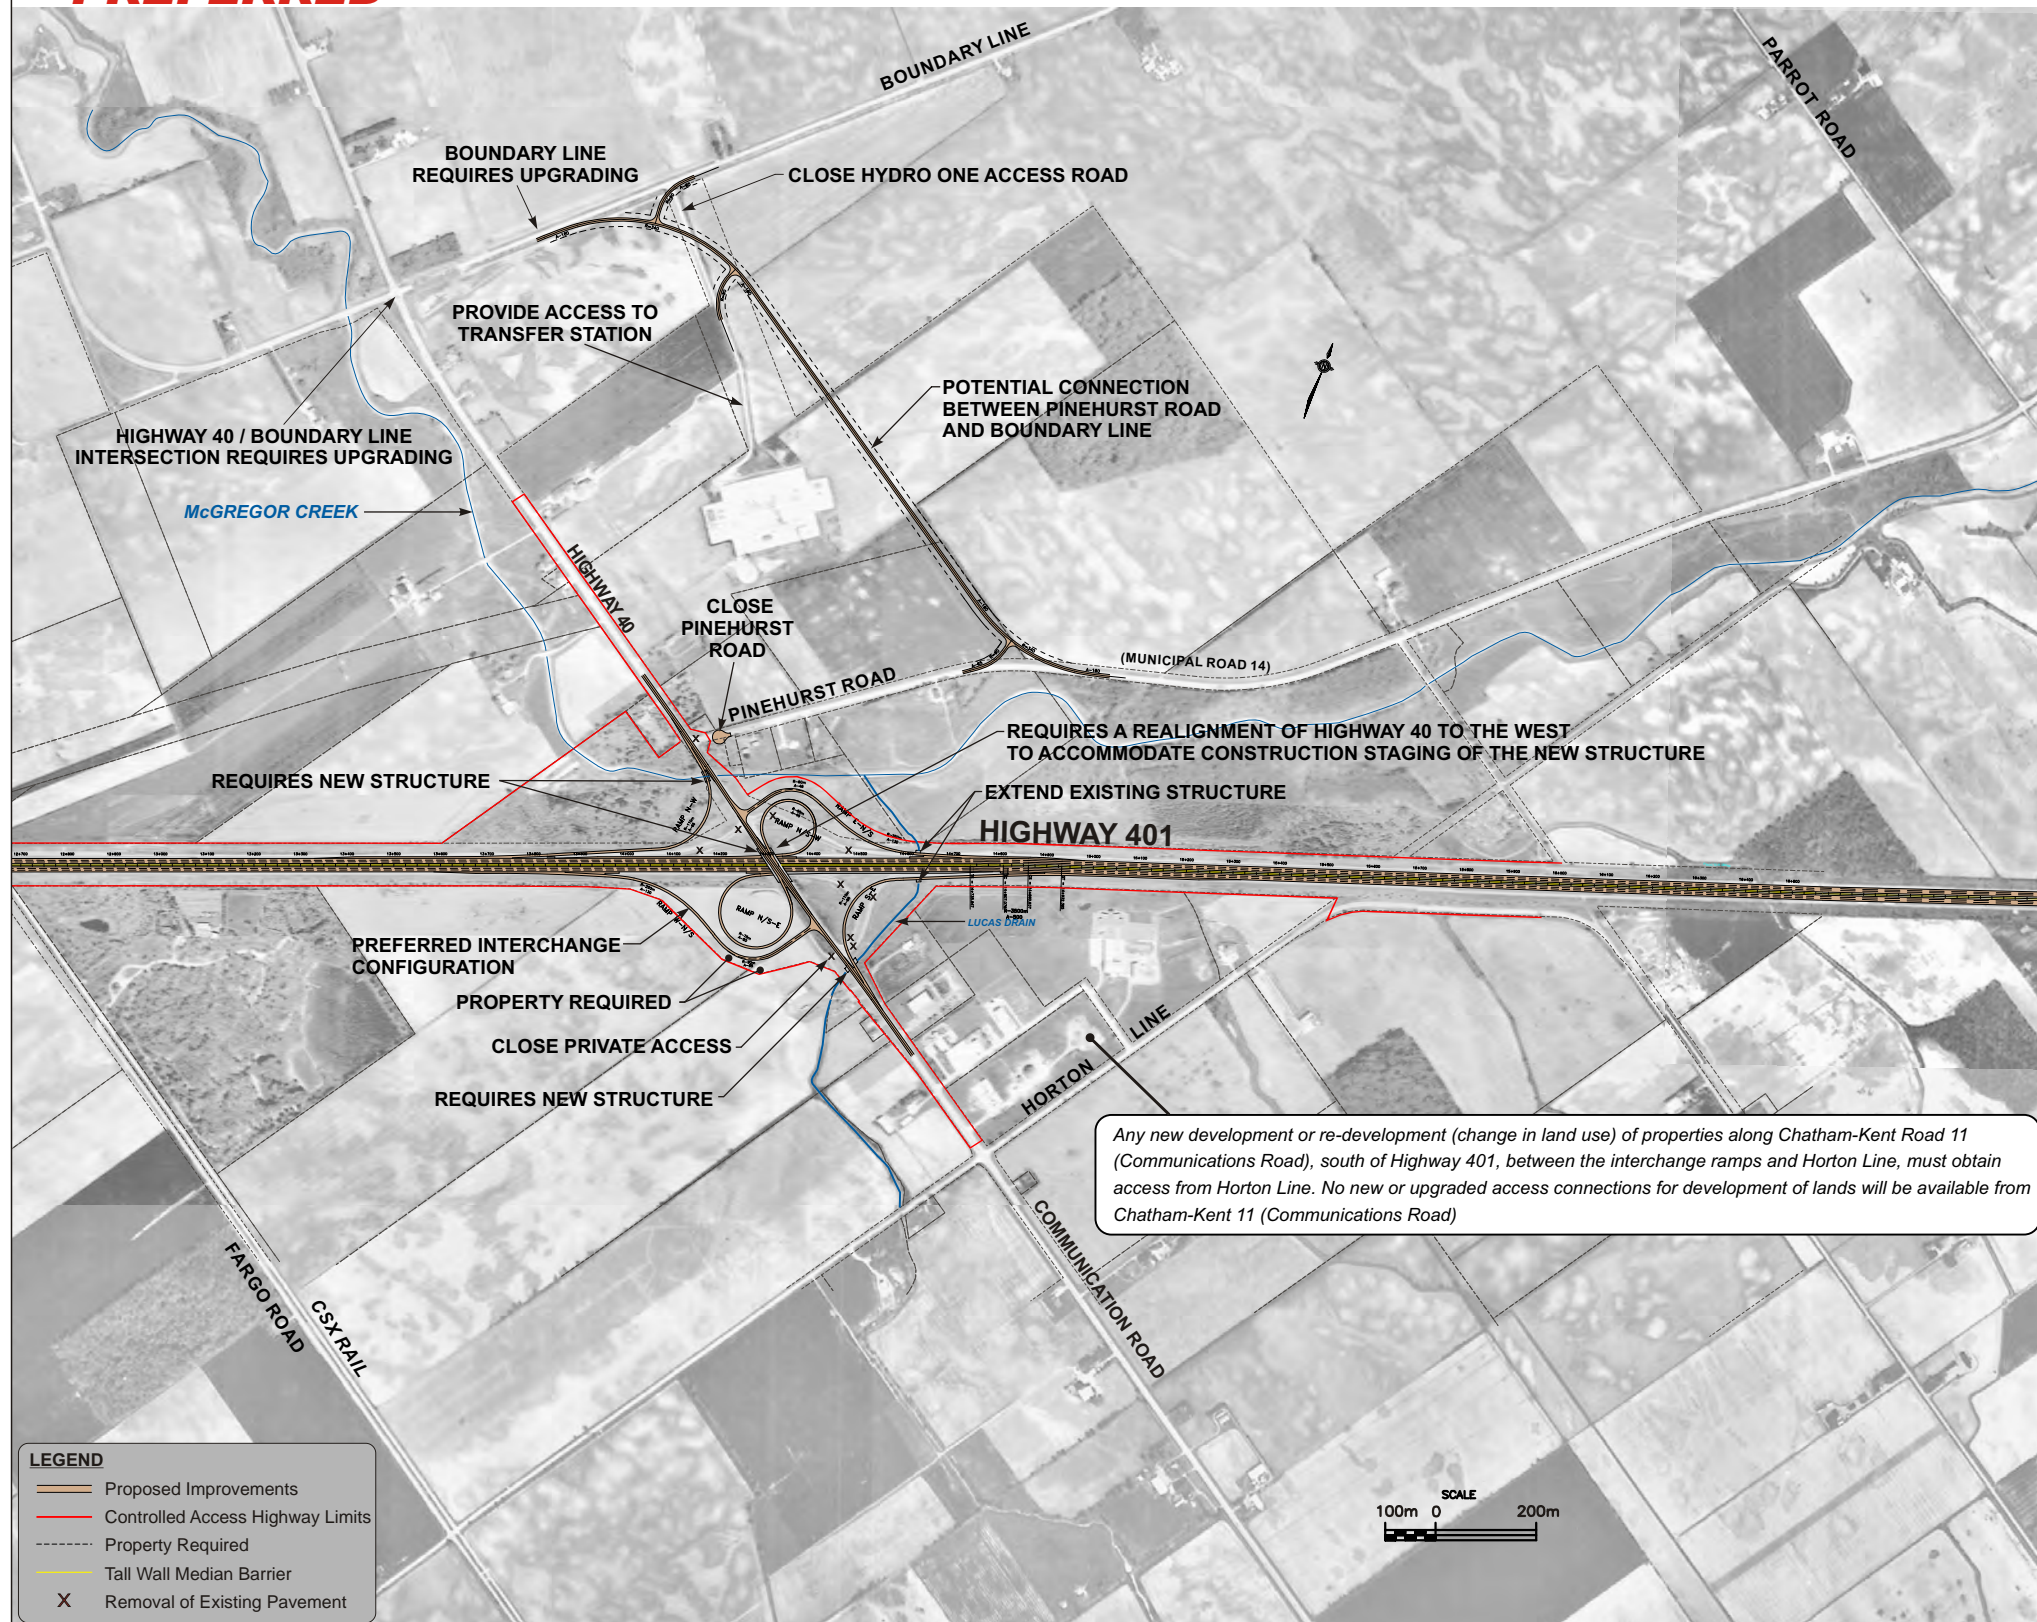 PREFERRED
BOUNDARY LINE
PARROT ROAD
BOUNDARY LINE
REQUIRES UPGRADING
CLOSE HYDRO ONE ACCESS ROAD
PROVIDE ACCESS TO
TRANSFER STATION
POTENTIAL CONNECTION
BETWEEN PINEHURST ROAD
AND BOUNDARY LINE
HIGHWAY 40 / BOUNDARY LINE
INTERSECTION REQUIRES UPGRADING
McGREGOR CREEK
HIGHWAY 40
CLOSE
PINEHURST
ROAD
PINEHURST ROAD
(MUNICIPAL ROAD 14)
REQUIRES A REALIGNMENT OF HIGHWAY 40 TO THE WEST
TO ACCOMMODATE CONSTRUCTION STAGING OF THE NEW STRUCTURE
REQUIRES NEW STRUCTURE
EXTEND EXISTING STRUCTURE
RAMP N-W
RAMP N/S-W
RAMP E-N/S
HIGHWAY 401
RAMP W-N/S
RAMP N/S-E
LUCAS DRAIN
PREFERRED INTERCHANGE
CONFIGURATION
PROPERTY REQUIRED
CLOSE PRIVATE ACCESS
REQUIRES NEW STRUCTURE
HORTON LINE
Any new development or re-development (change in land use) of properties along Chatham-Kent Road 11
(Communications Road), south of Highway 401, between the interchange ramps and Horton Line, must obtain
access from Horton Line. No new or upgraded access connections for development of lands will be available from
Chatham-Kent 11 (Communications Road)
COMMUNICATION ROAD
FARGO ROAD
CSX RAIL
LEGEND
Proposed Improvements
Controlled Access Highway Limits
Property Required
Tall Wall Median Barrier
X Removal of Existing Pavement
SCALE
100m 0 200m